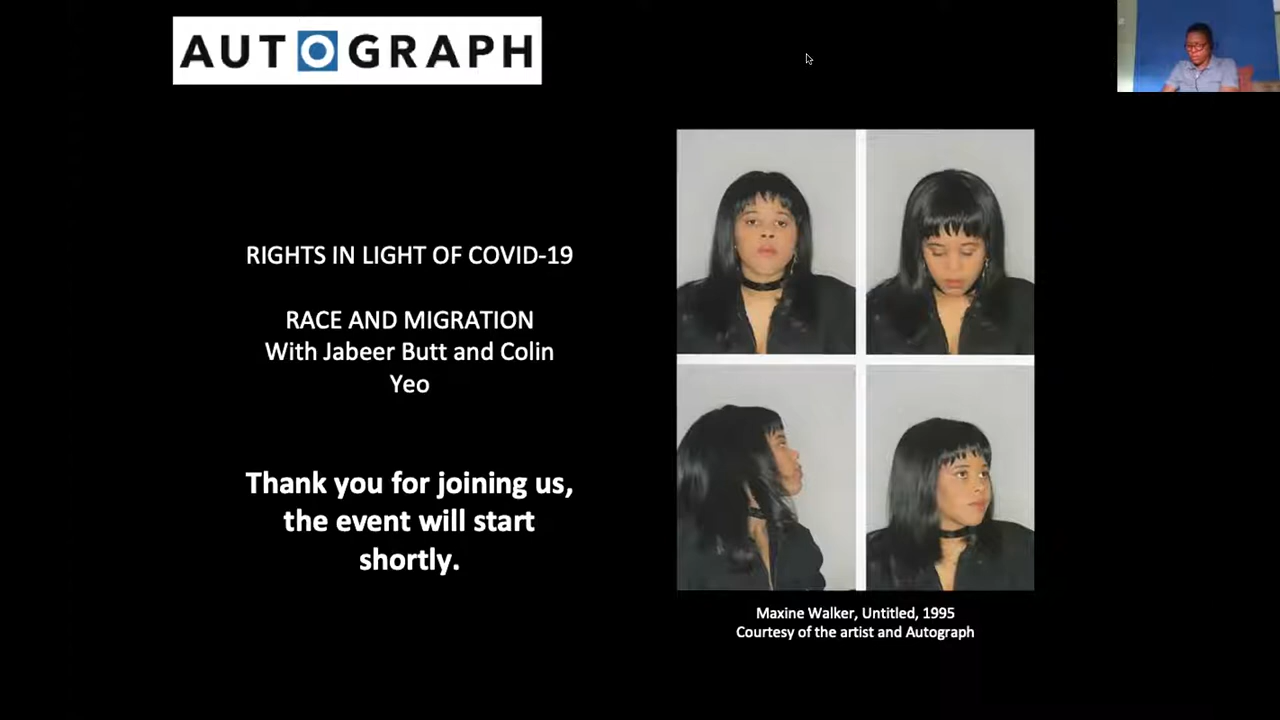 AUTOGRAPH
RIGHTS IN LIGHT OF COVID-19
RACE AND MIGRATION
With Jabeer Butt and Colin
Yeo
Thank you for joining us,
the event will start
shortly.
Maxine Walker, Untitled, 1995
Courtesy of the artist and Autograph